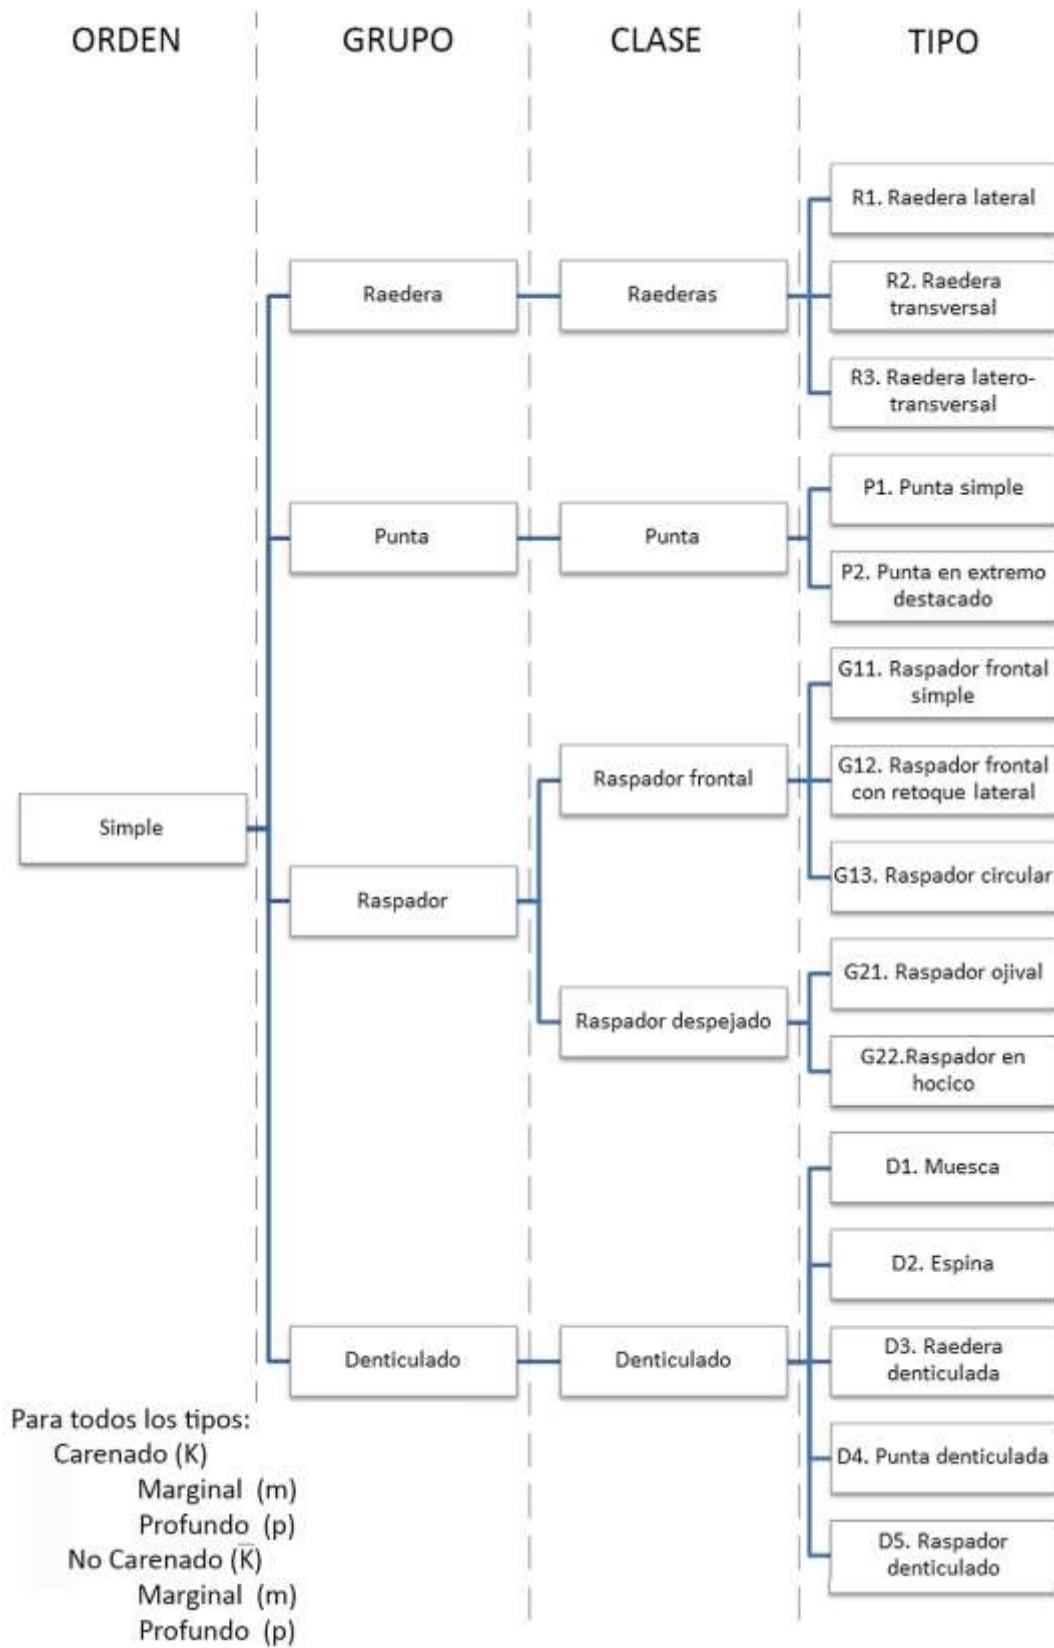 ORDEN
GRUPO
CLASE
TIPO
Simple
Raedera
Raederas
R1. Raedera lateral
R2. Raedera
transversal
R3. Raedera latero-
transversal
Punta
Punta
P1. Punta simple
P2. Punta en extremo
destacado
Raspador
Raspador frontal
G11. Raspador frontal
simple
G12. Raspador frontal
con retoque lateral
G13. Raspador circular
Raspador despejado
G21. Raspador ojival
G22.Raspador en
hocico
Denticulado
Denticulado
D1. Muesca
D2. Espina
D3. Raedera
denticulada
D4. Punta denticulada
D5. Raspador
denticulado
Para todos los tipos:
Carenado (K)
Marginal (m)
Profundo (p)
No Carenado (K̅)
Marginal (m)
Profundo (p)